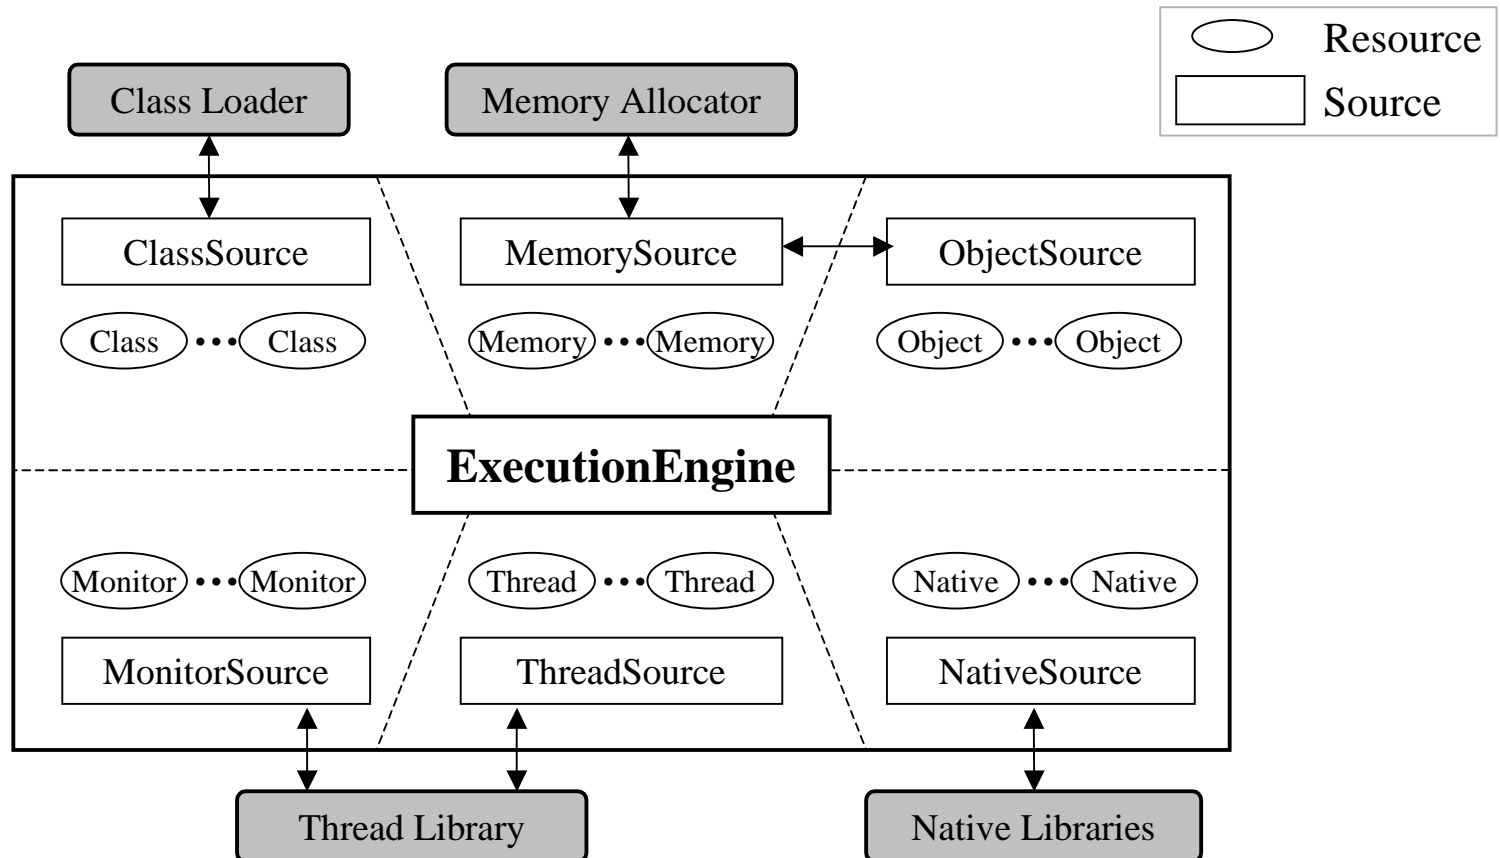 Resource
Source
Class Loader
Memory Allocator
ClassSource
MemorySource
ObjectSource
Class ••• Class
Memory ••• Memory
Object ••• Object
ExecutionEngine
Monitor ••• Monitor
Thread ••• Thread
Native ••• Native
MonitorSource
ThreadSource
NativeSource
Thread Library
Native Libraries